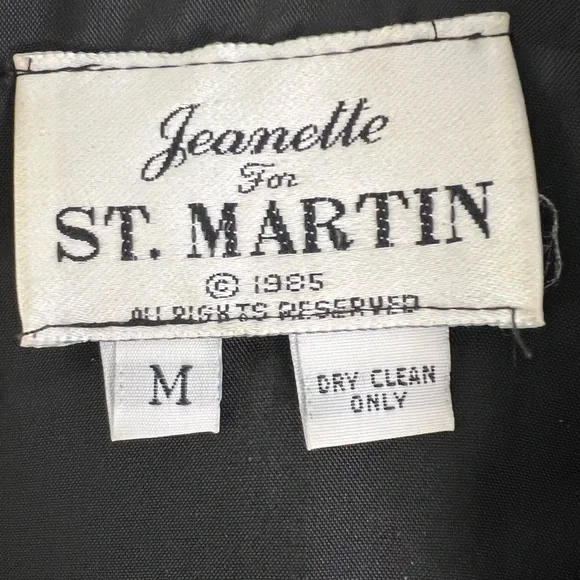 Jeanette
For
ST. MARTIN
© 1985
ALL RIGHTS RESERVED
M
DRY CLEAN
ONLY